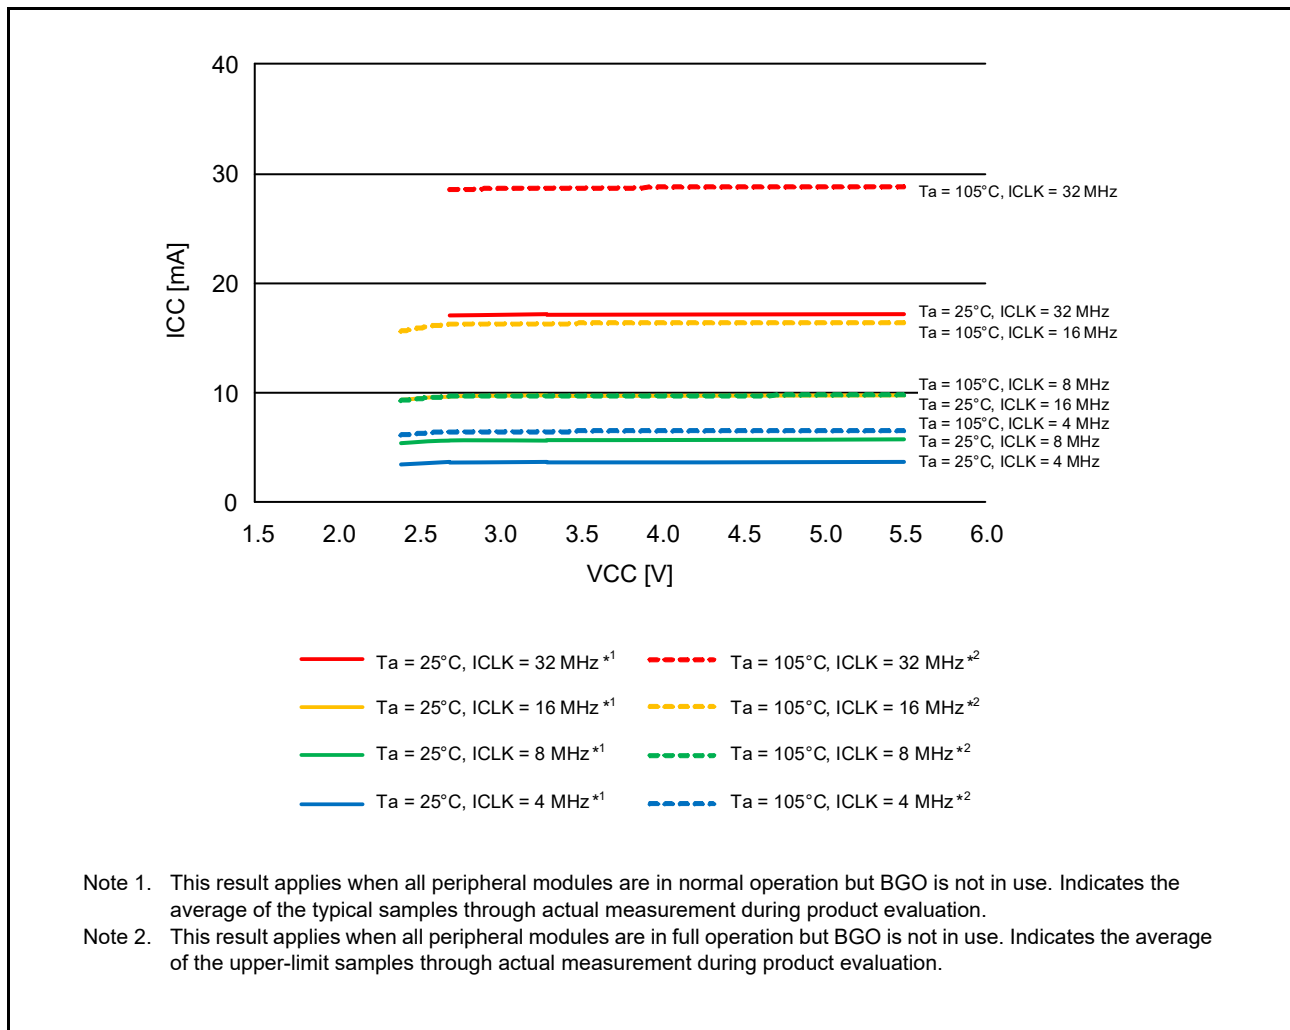 40
30
20
10
0
ICC [mA]
1.5 2.0 2.5 3.0 3.5 4.0 4.5 5.0 5.5 6.0
VCC [V]
Ta = 105°C, ICLK = 32 MHz
Ta = 25°C, ICLK = 32 MHz
Ta = 105°C, ICLK = 16 MHz
Ta = 105°C, ICLK = 8 MHz
Ta = 25°C, ICLK = 16 MHz
Ta = 105°C, ICLK = 4 MHz
Ta = 25°C, ICLK = 8 MHz
Ta = 25°C, ICLK = 4 MHz
Ta = 25°C, ICLK = 32 MHz *1 Ta = 105°C, ICLK = 32 MHz *2
Ta = 25°C, ICLK = 16 MHz *1 Ta = 105°C, ICLK = 16 MHz *2
Ta = 25°C, ICLK = 8 MHz *1 Ta = 105°C, ICLK = 8 MHz *2
Ta = 25°C, ICLK = 4 MHz *1 Ta = 105°C, ICLK = 4 MHz *2
Note 1. This result applies when all peripheral modules are in normal operation but BGO is not in use. Indicates the
average of the typical samples through actual measurement during product evaluation.
Note 2. This result applies when all peripheral modules are in full operation but BGO is not in use. Indicates the average
of the upper-limit samples through actual measurement during product evaluation.